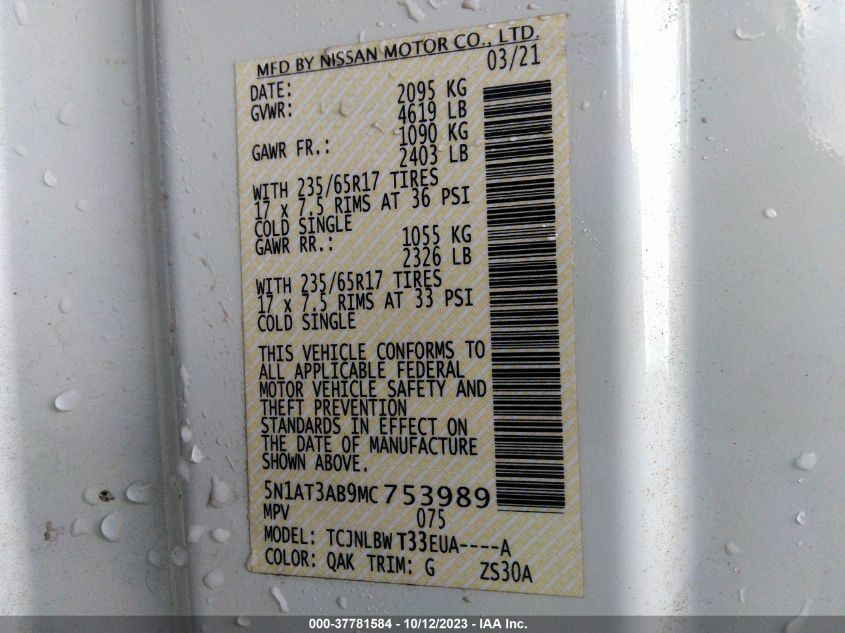 MFD BY NISSAN MOTOR CO., LTD.
DATE: 03/21
GVWR: 2095 KG
4619 LB
GAWR FR.: 1090 KG
2403 LB
WITH 235/65R17 TIRES
17 x 7.5 RIMS AT 36 PSI
COLD SINGLE
GAWR RR.: 1055 KG
2326 LB
WITH 235/65R17 TIRES
17 x 7.5 RIMS AT 33 PSI
COLD SINGLE
THIS VEHICLE CONFORMS TO
ALL APPLICABLE FEDERAL
MOTOR VEHICLE SAFETY AND
THEFT PREVENTION
STANDARDS IN EFFECT ON
THE DATE OF MANUFACTURE
SHOWN ABOVE.
5N1AT3AB9MC753989
MPV 075
MODEL: TCJNLBWT33EUA----A
COLOR: QAK TRIM: G ZS30A
000-37781584 - 10/12/2023 - IAA Inc.